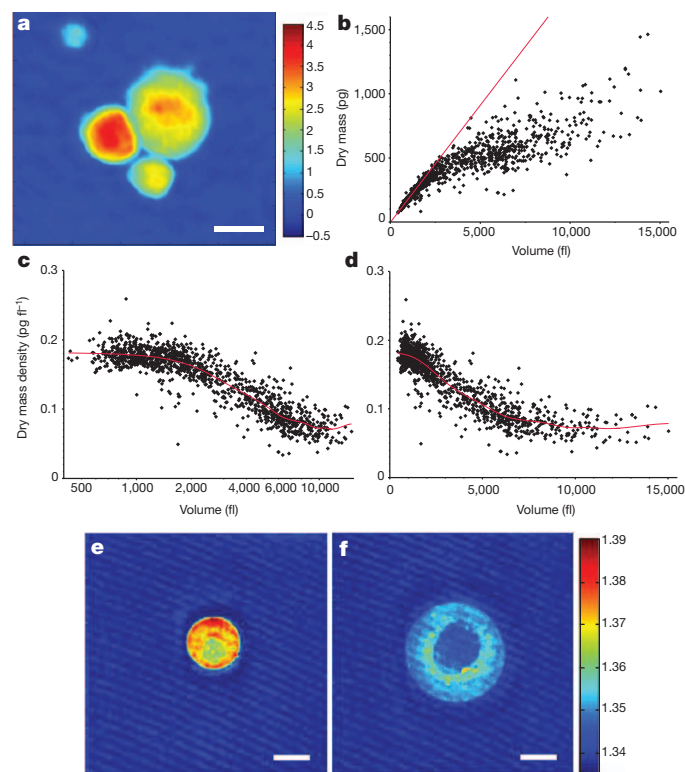 a
4.5
4
3.5
3
2.5
2
1.5
1
0.5
0
–0.5
b
1,500
1,000
500
0
Dry mass (pg)
0 5,000 10,000 15,000
Volume (fl)
c
0.3
0.2
0.1
0
Dry mass density (pg fl⁻¹)
500 1,000 2,000 4,000 6,000 10,000
Volume (fl)
d
0.3
0.2
0.1
0
0 5,000 10,000 15,000
Volume (fl)
e
f
1.39
1.38
1.37
1.36
1.35
1.34